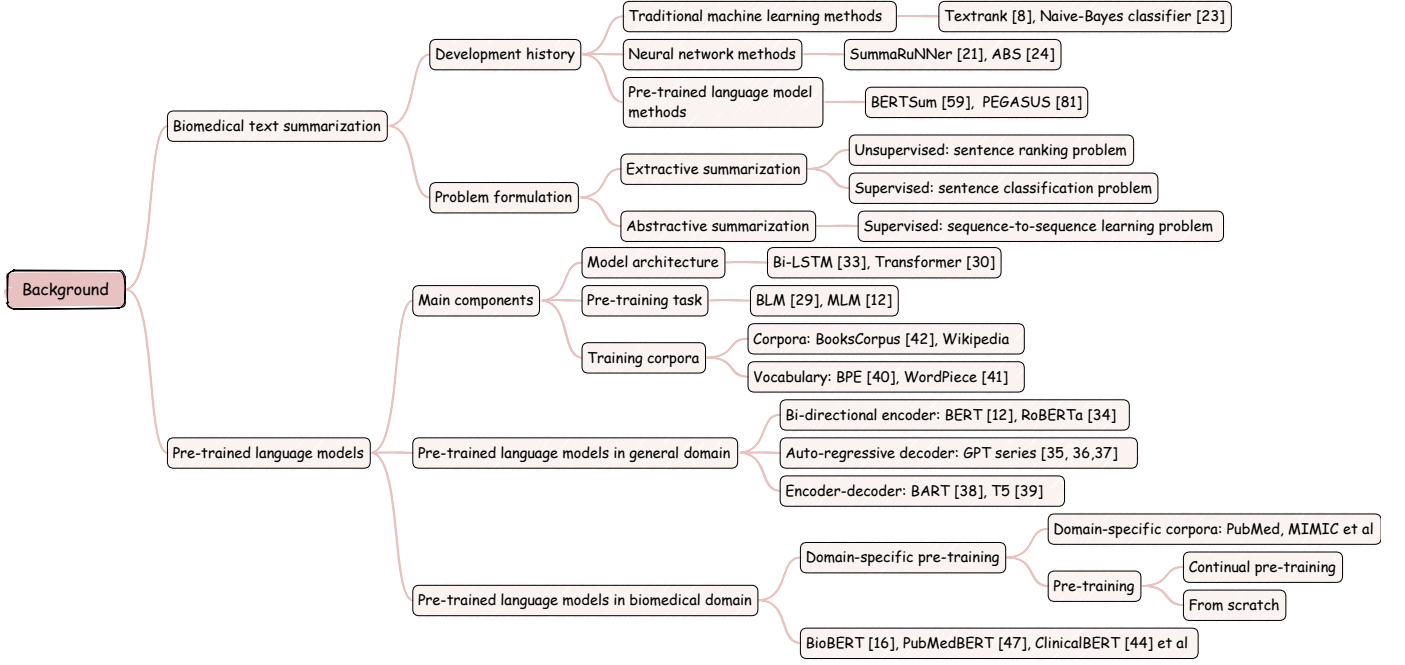 Background
Biomedical text summarization
Development history
Traditional machine learning methods
Textrank [8], Naive-Bayes classifier [23]
Neural network methods
SummaRuNNer [21], ABS [24]
Pre-trained language model
methods
BERTSum [59], PEGASUS [81]
Problem formulation
Extractive summarization
Unsupervised: sentence ranking problem
Supervised: sentence classification problem
Abstractive summarization
Supervised: sequence-to-sequence learning problem
Pre-trained language models
Main components
Model architecture
Bi-LSTM [33], Transformer [30]
Pre-training task
BLM [29], MLM [12]
Training corpora
Corpora: BooksCorpus [42], Wikipedia
Vocabulary: BPE [40], WordPiece [41]
Pre-trained language models in general domain
Bi-directional encoder: BERT [12], RoBERTa [34]
Auto-regressive decoder: GPT series [35, 36,37]
Encoder-decoder: BART [38], T5 [39]
Pre-trained language models in biomedical domain
Domain-specific pre-training
Domain-specific corpora: PubMed, MIMIC et al
Pre-training
Continual pre-training
From scratch
BioBERT [16], PubMedBERT [47], ClinicalBERT [44] et al